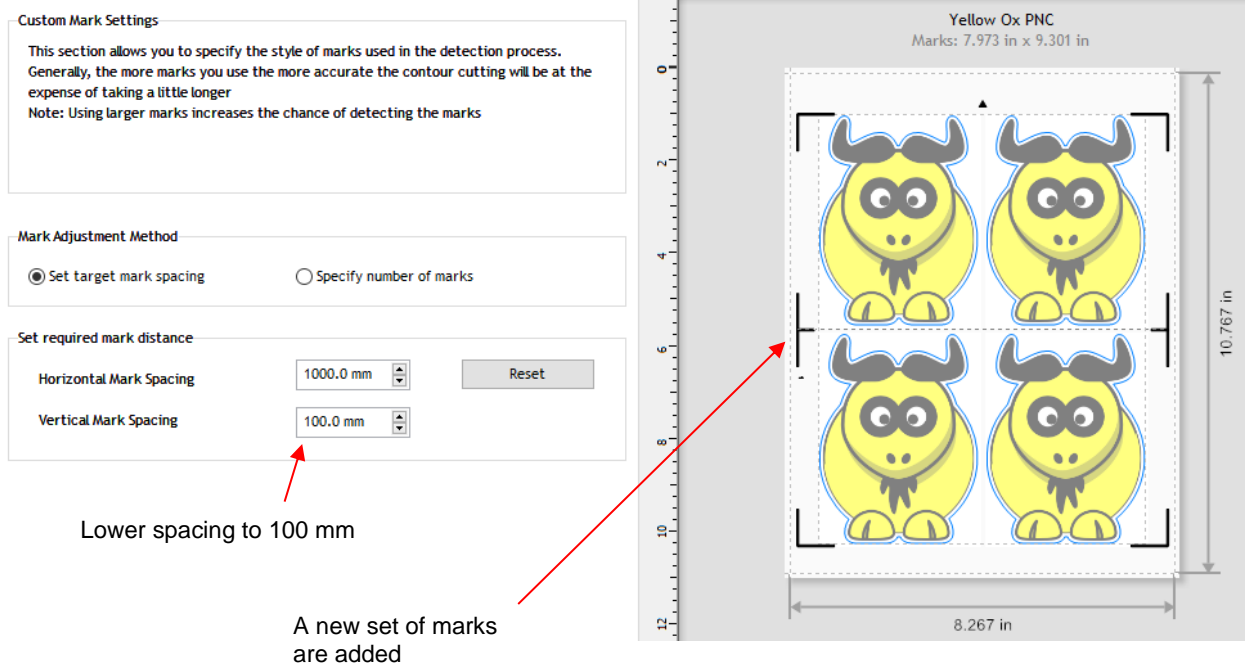 Custom Mark Settings
This section allows you to specify the style of marks used in the detection process.
Generally, the more marks you use the more accurate the contour cutting will be at the
expense of taking a little longer
Note: Using larger marks increases the chance of detecting the marks
Mark Adjustment Method
Set target mark spacing
Specify number of marks
Set required mark distance
Horizontal Mark Spacing
1000.0 mm
Reset
Vertical Mark Spacing
100.0 mm
Lower spacing to 100 mm
A new set of marks
are added
Yellow Ox PNC
Marks: 7.973 in x 9.301 in
0
2
4
6
8
10
12
10.767 in
8.267 in